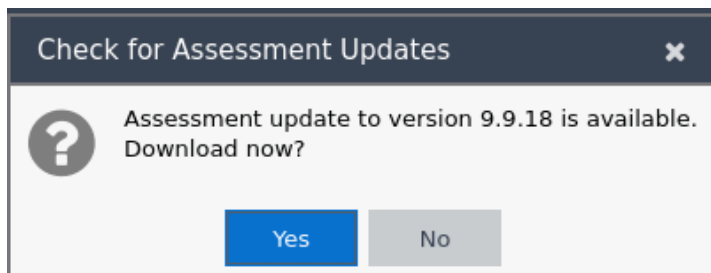 Check for Assessment Updates
Assessment update to version 9.9.18 is available.
Download now?
Yes No